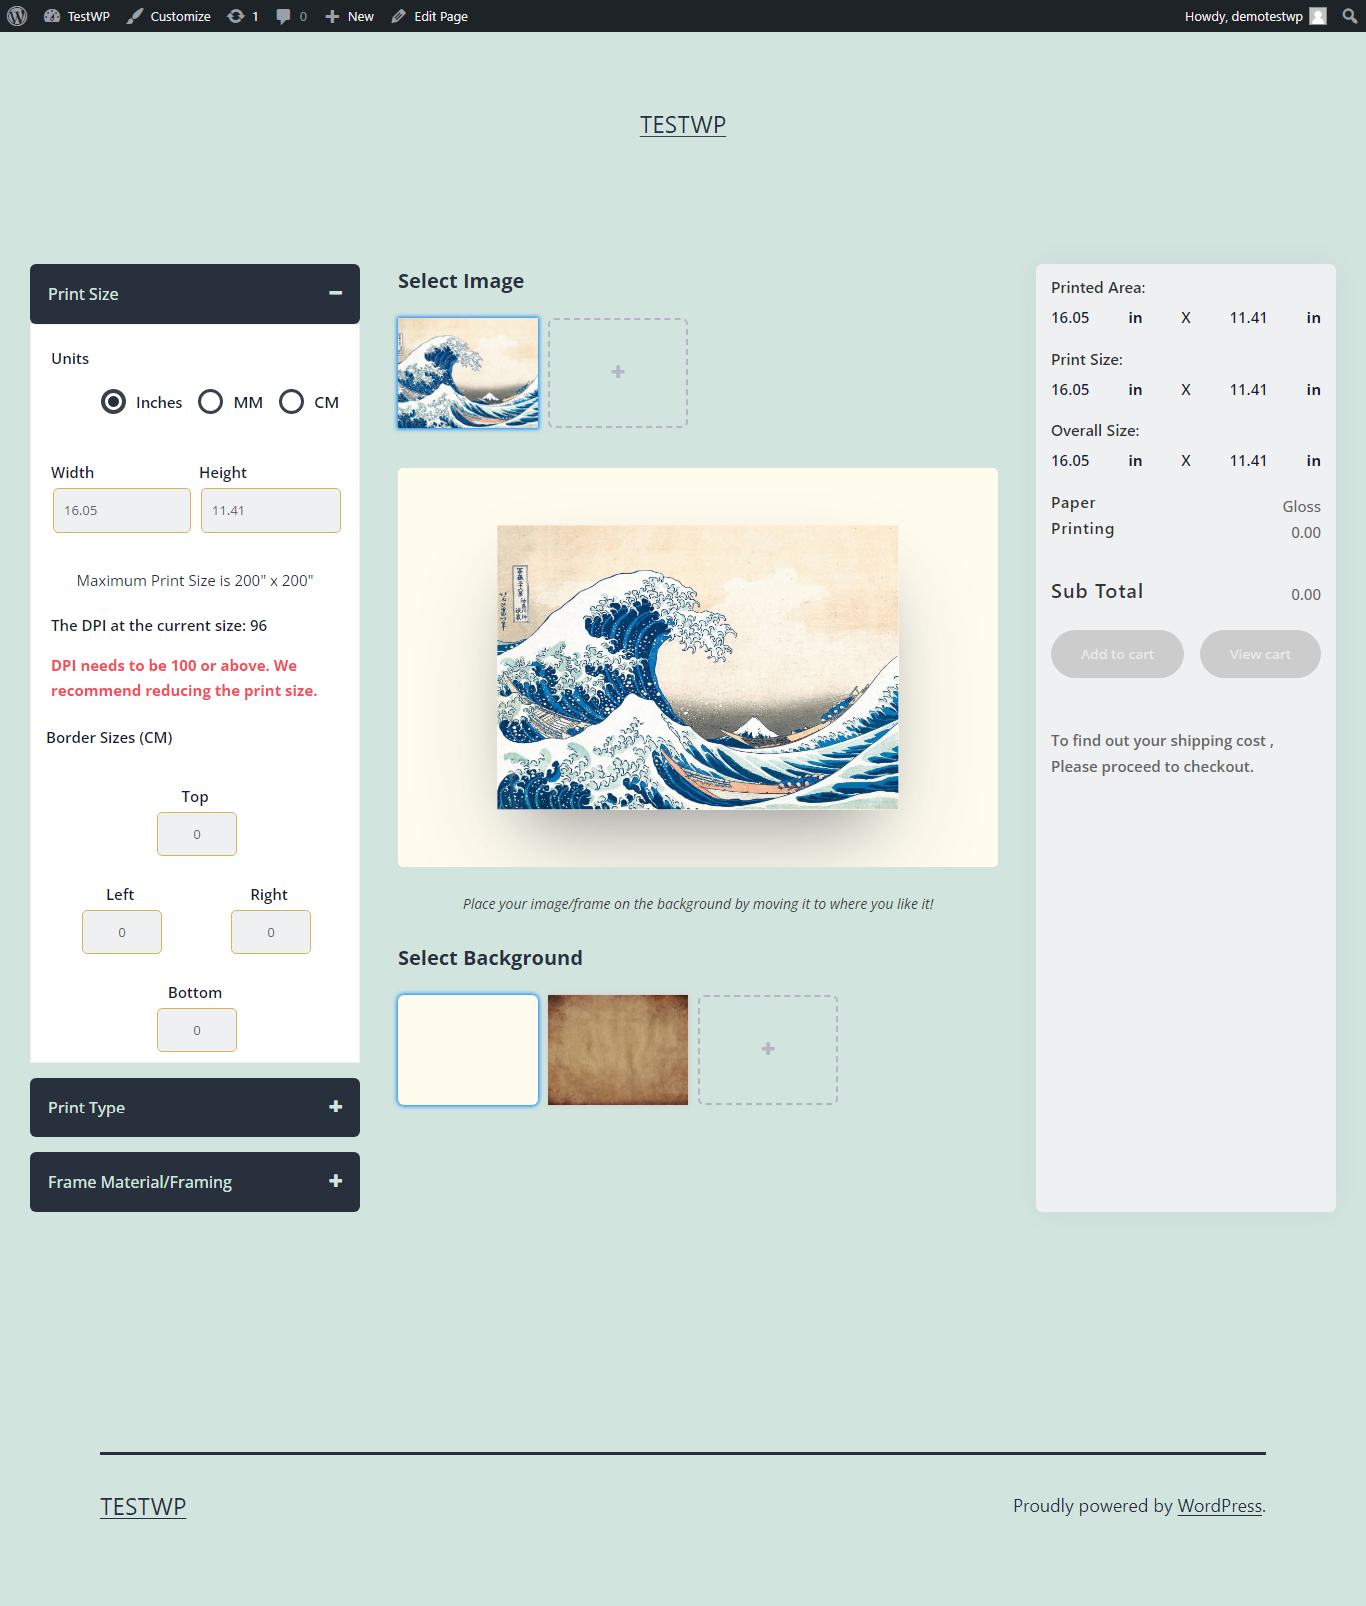 TestWP Customize 1 0 New Edit Page Howdy, demotestwp
TESTWP
Print Size
Units
Inches MM CM
Width Height
16.05 11.41
Maximum Print Size is 200" x 200"
The DPI at the current size: 96
DPI needs to be 100 or above. We
recommend reducing the print size.
Border Sizes (CM)
Top
0
Left Right
0 0
Bottom
0
Print Type
Frame Material/Framing
Select Image
Place your image/frame on the background by moving it to where you like it!
Select Background
Printed Area:
16.05 in X 11.41 in
Print Size:
16.05 in X 11.41 in
Overall Size:
16.05 in X 11.41 in
Paper Gloss
Printing 0.00
Sub Total 0.00
Add to cart View cart
To find out your shipping cost ,
Please proceed to checkout.
TESTWP
Proudly powered by WordPress.